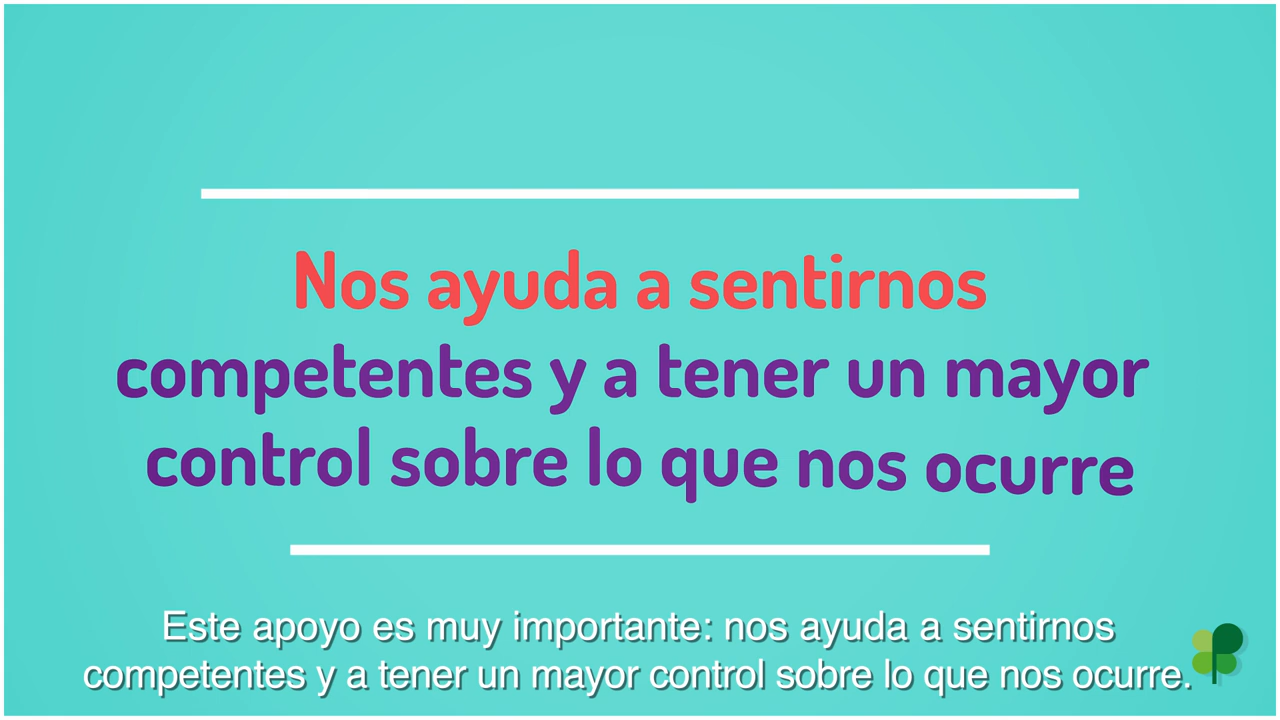 Nos ayuda a sentirnos
competentes y a tener un mayor
control sobre lo que nos ocurre
Este apoyo es muy importante: nos ayuda a sentirnos
competentes y a tener un mayor control sobre lo que nos ocurre.